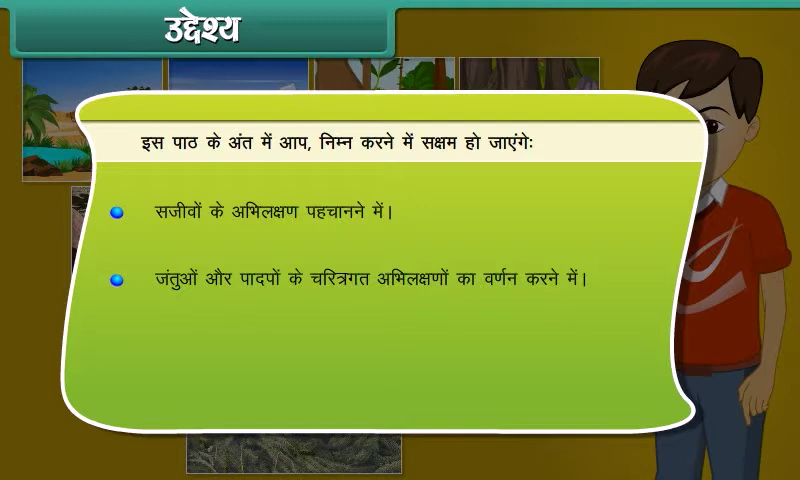 उद्देश्य
इस पाठ के अंत में आप, निम्न करने में सक्षम हो जाएंगे:
सजीवों के अभिलक्षण पहचानने में।
जंतुओं और पादपों के चरित्रगत अभिलक्षणों का वर्णन करने में।